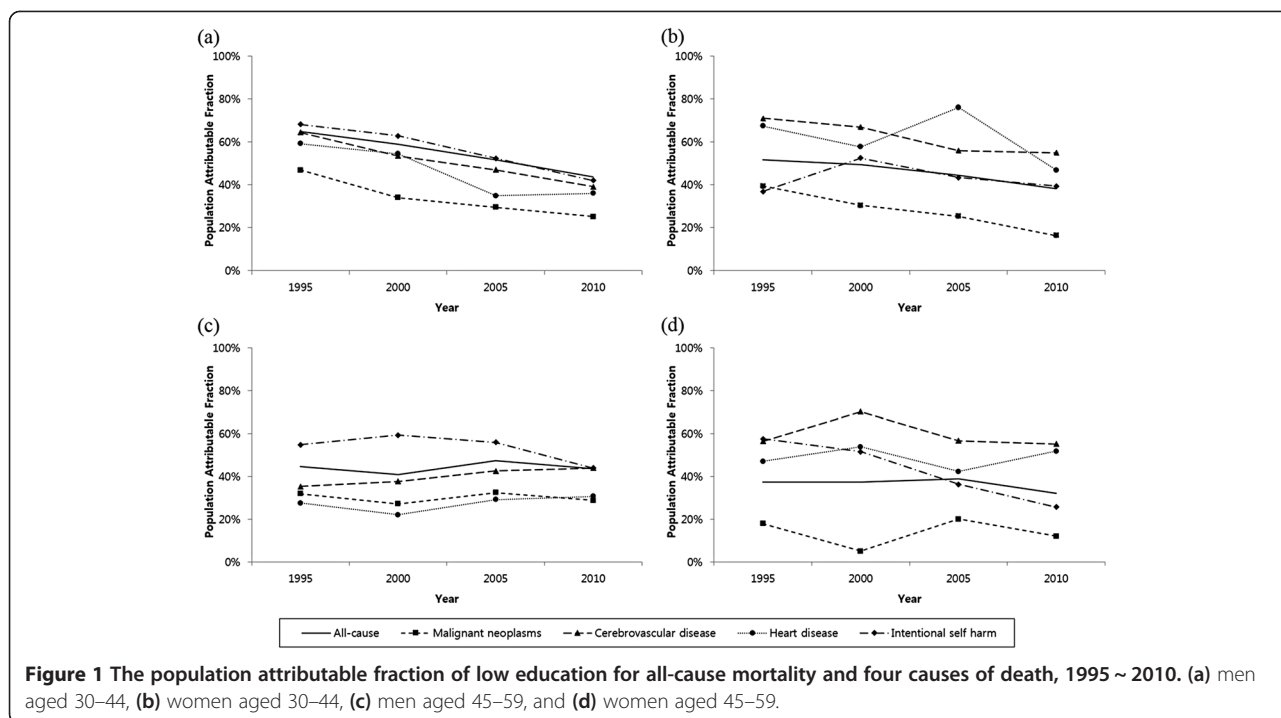 (a)
100%
80%
60%
40%
20%
0%
Population Attributable Fraction
1995 2000 2005 2010
Year
(b)
100%
80%
60%
40%
20%
0%
Population Attributable Fraction
1995 2000 2005 2010
Year
(c)
100%
80%
60%
40%
20%
0%
Population Attributable Fraction
1995 2000 2005 2010
Year
(d)
100%
80%
60%
40%
20%
0%
Population Attributable Fraction
1995 2000 2005 2010
Year
All-cause Malignant neoplasms Cerebrovascular disease Heart disease Intentional self harm
Figure 1 The population attributable fraction of low education for all-cause mortality and four causes of death, 1995 ~ 2010. (a) men
aged 30–44, (b) women aged 30–44, (c) men aged 45–59, and (d) women aged 45–59.